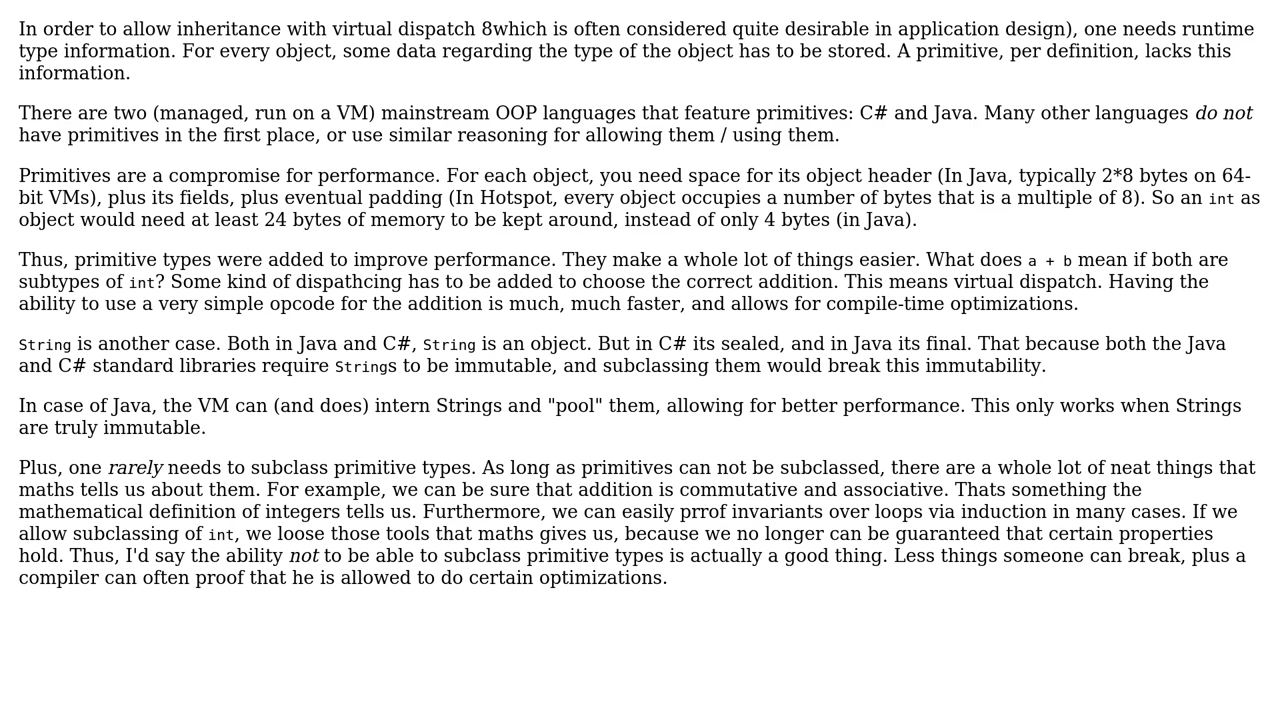 In order to allow inheritance with virtual dispatch 8which is often considered quite desirable in application design), one needs runtime
type information. For every object, some data regarding the type of the object has to be stored. A primitive, per definition, lacks this
information.
There are two (managed, run on a VM) mainstream OOP languages that feature primitives: C# and Java. Many other languages do not
have primitives in the first place, or use similar reasoning for allowing them / using them.
Primitives are a compromise for performance. For each object, you need space for its object header (In Java, typically 2*8 bytes on 64-
bit VMs), plus its fields, plus eventual padding (In Hotspot, every object occupies a number of bytes that is a multiple of 8). So an int as
object would need at least 24 bytes of memory to be kept around, instead of only 4 bytes (in Java).
Thus, primitive types were added to improve performance. They make a whole lot of things easier. What does a + b mean if both are
subtypes of int? Some kind of dispathcing has to be added to choose the correct addition. This means virtual dispatch. Having the
ability to use a very simple opcode for the addition is much, much faster, and allows for compile-time optimizations.
String is another case. Both in Java and C#, String is an object. But in C# its sealed, and in Java its final. That because both the Java
and C# standard libraries require Strings to be immutable, and subclassing them would break this immutability.
In case of Java, the VM can (and does) intern Strings and "pool" them, allowing for better performance. This only works when Strings
are truly immutable.
Plus, one rarely needs to subclass primitive types. As long as primitives can not be subclassed, there are a whole lot of neat things that
maths tells us about them. For example, we can be sure that addition is commutative and associative. Thats something the
mathematical definition of integers tells us. Furthermore, we can easily prrof invariants over loops via induction in many cases. If we
allow subclassing of int, we loose those tools that maths gives us, because we no longer can be guaranteed that certain properties
hold. Thus, I'd say the ability not to be able to subclass primitive types is actually a good thing. Less things someone can break, plus a
compiler can often proof that he is allowed to do certain optimizations.